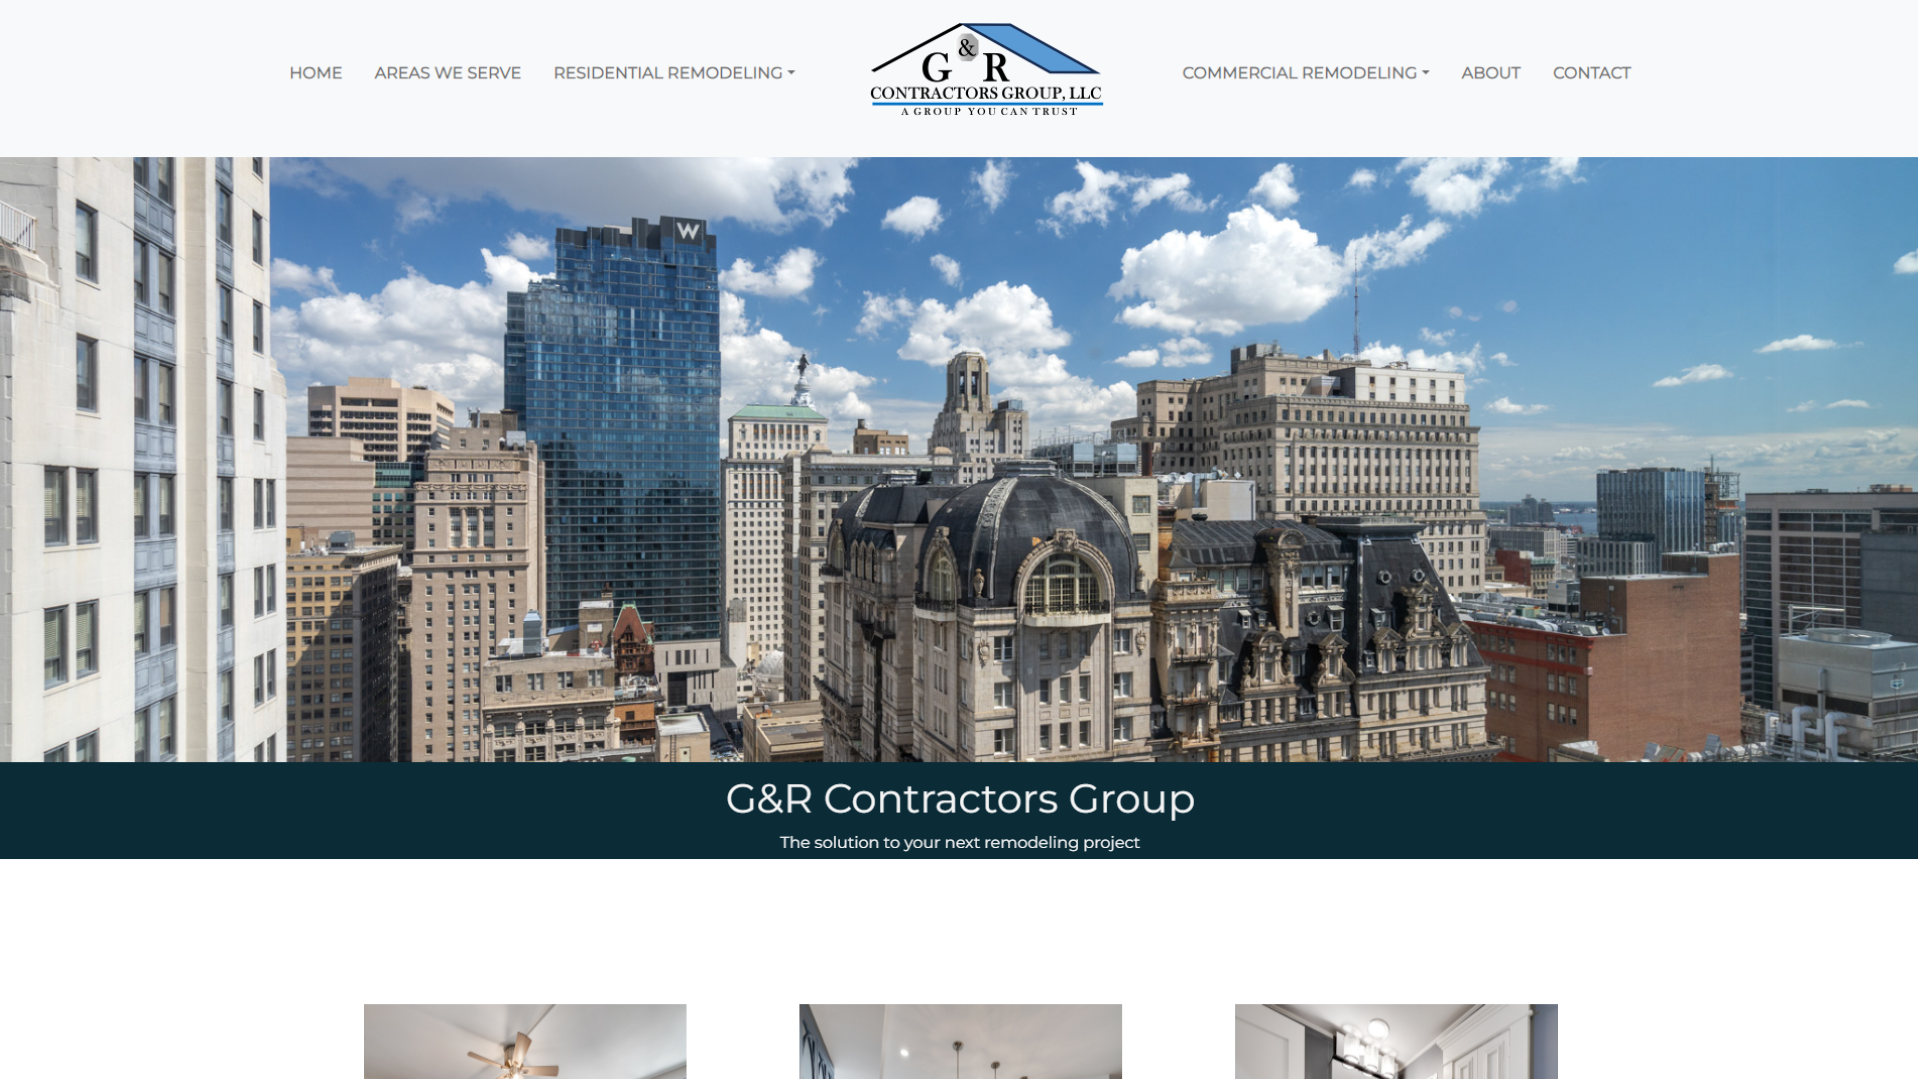 HOME
AREAS WE SERVE
RESIDENTIAL REMODELING
G & R
CONTRACTORS GROUP, LLC
A GROUP YOU CAN TRUST
COMMERCIAL REMODELING
ABOUT
CONTACT
W
G&R Contractors Group
The solution to your next remodeling project